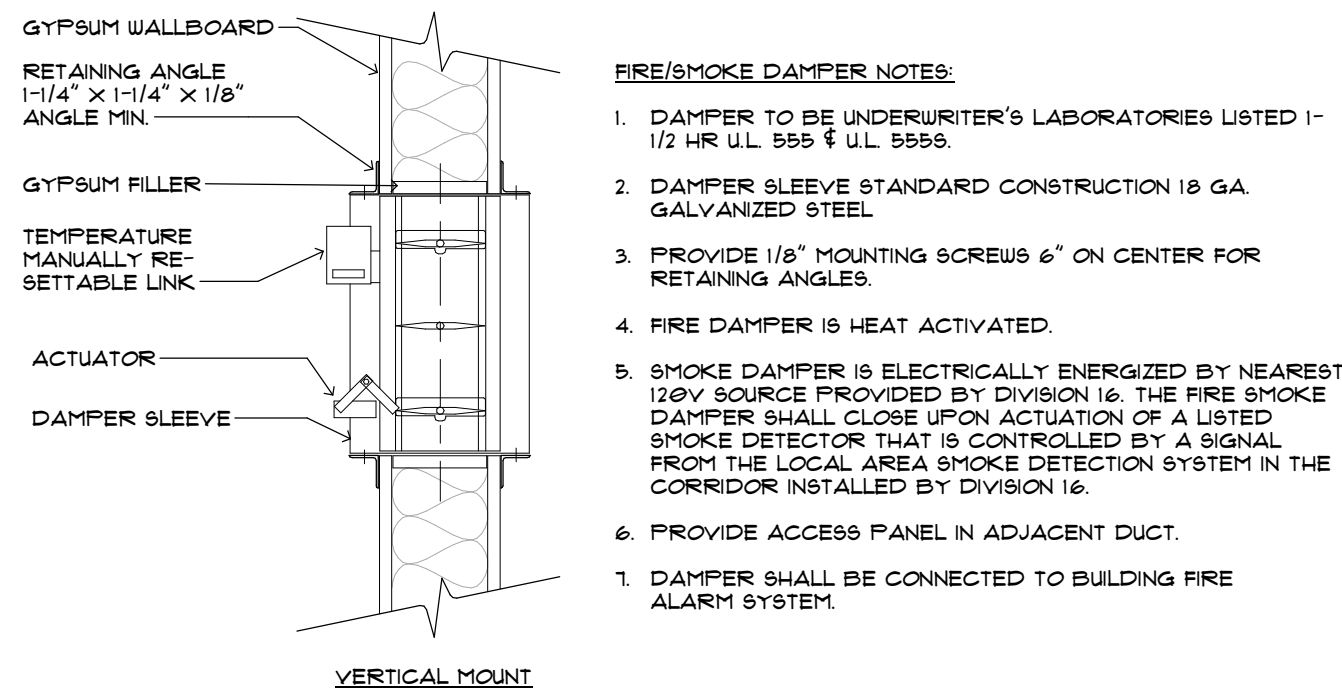 GYPSUM WALLBOARD
RETAINING ANGLE
1-1/4" X 1-1/4" X 1/8"
ANGLE MIN.
GYPSUM FILLER
TEMPERATURE
MANUALLY RE-
SETTABLE LINK
ACTUATOR
DAMPER SLEEVE
VERTICAL MOUNT
FIRE/SMOKE DAMPER NOTES:
1. DAMPER TO BE UNDERWRITER'S LABORATORIES LISTED 1-
1/2 HR U.L. 555 & U.L. 555S.
2. DAMPER SLEEVE STANDARD CONSTRUCTION 18 GA.
GALVANIZED STEEL
3. PROVIDE 1/8" MOUNTING SCREWS 6" ON CENTER FOR
RETAINING ANGLES.
4. FIRE DAMPER IS HEAT ACTIVATED.
5. SMOKE DAMPER IS ELECTRICALLY ENERGIZED BY NEAREST
120V SOURCE PROVIDED BY DIVISION 16. THE FIRE SMOKE
DAMPER SHALL CLOSE UPON ACTUATION OF A LISTED
SMOKE DETECTOR THAT IS CONTROLLED BY A SIGNAL
FROM THE LOCAL AREA SMOKE DETECTION SYSTEM IN THE
CORRIDOR INSTALLED BY DIVISION 16.
6. PROVIDE ACCESS PANEL IN ADJACENT DUCT.
7. DAMPER SHALL BE CONNECTED TO BUILDING FIRE
ALARM SYSTEM.